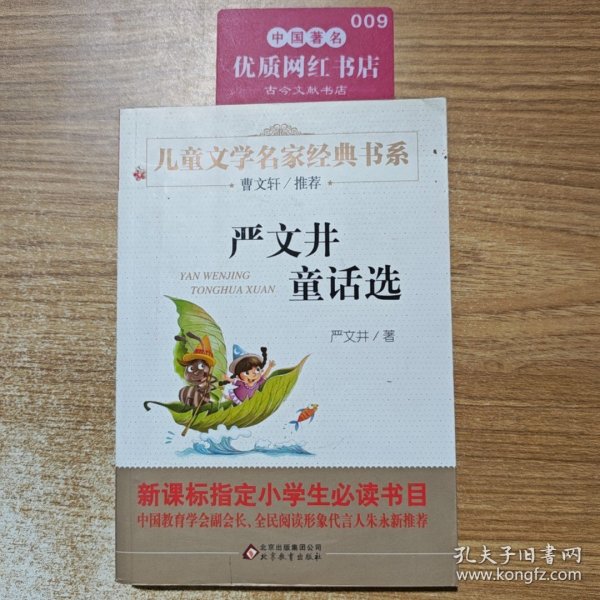 009
中国著名
优质网红书店
古今文献书店
儿童文学名家经典书系
曹文轩/推荐
严文井
YAN WENJING
TONGHUA XUAN
童话选
严文井/著
新课标指定小学生必读书目
中国教育学会副会长、全民阅读形象代言人朱永新推荐
北京出版集团公司
北京教育出版社
孔夫子旧书网
www.kongfz.com